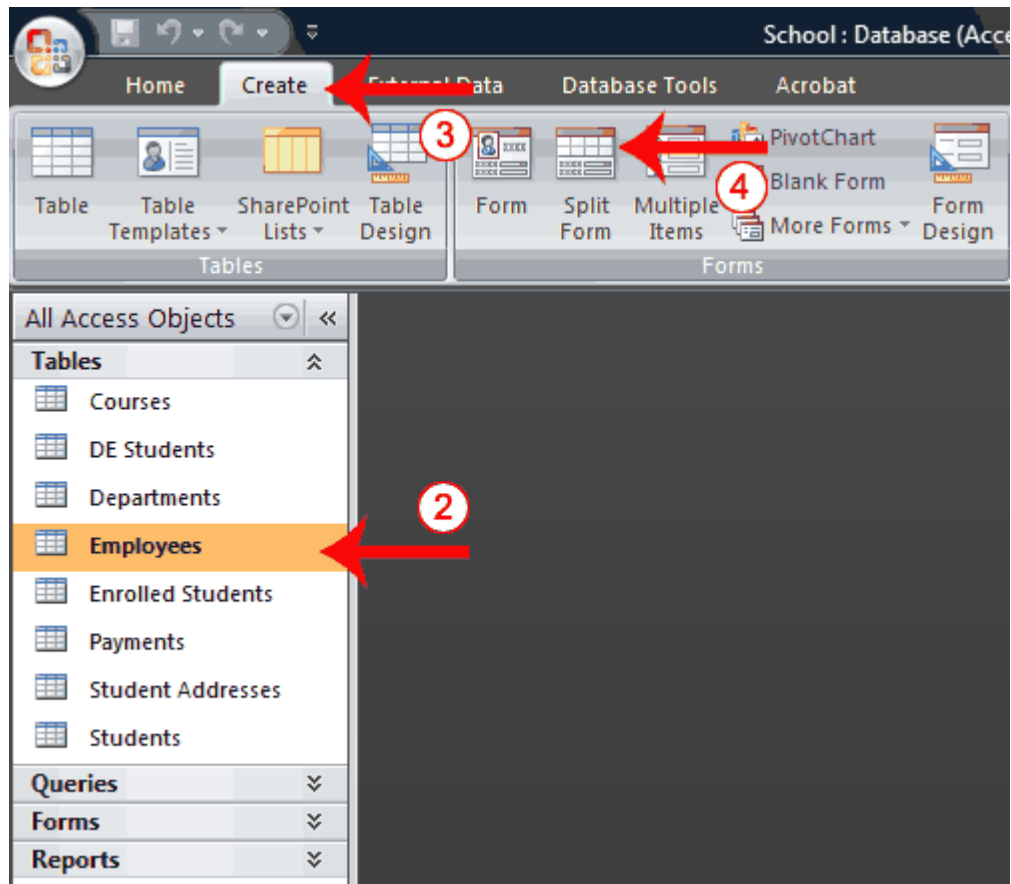 School : Database (Acce
Home Create External Data Database Tools Acrobat
3
4
2
PivotChart
Blank Form
More Forms
Table
Table
Templates
SharePoint
Lists
Table
Design
Form
Split
Form
Multiple
Items
Form
Design
Tables
Forms
All Access Objects
Tables
Courses
DE Students
Departments
Employees
Enrolled Students
Payments
Student Addresses
Students
Queries
Forms
Reports